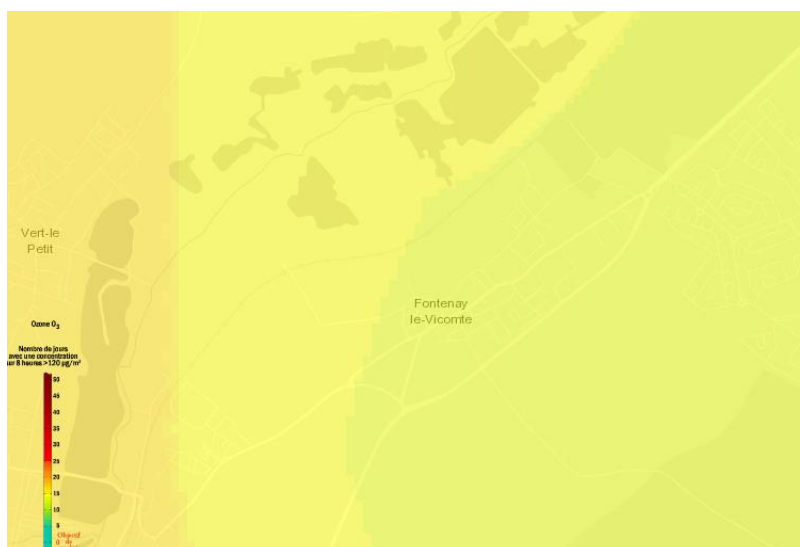 Vert-le
Petit
Fontenay
le-Vicomte
Ozone O3
Nombre de jours
avec une concentration
sur 8 heures >120 µg/m³
50
45
40
35
30
25
20
15
10
5
0
Objectif
de